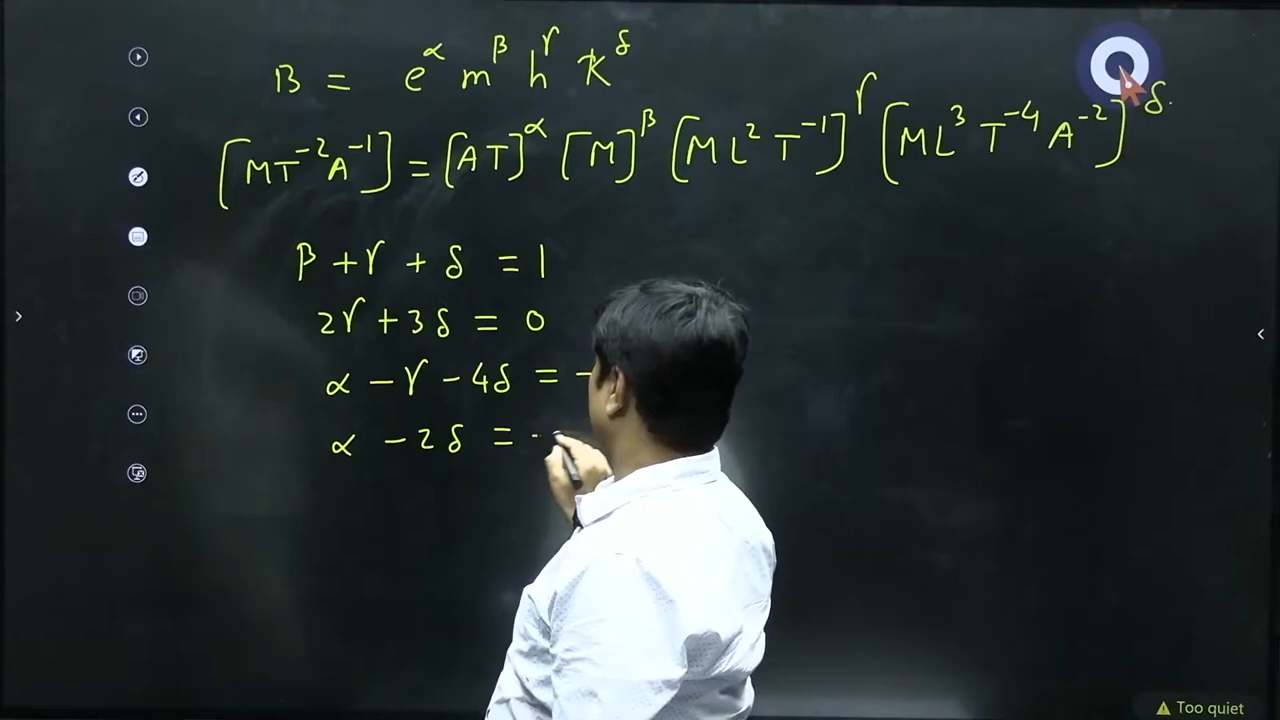 B = e^α m^β h^γ k^δ
[MT^-2 A^-1] = [AT]^α [M]^β [ML^2 T^-1]^γ [ML^3 T^-4 A^-2]^δ.
β + γ + δ = 1
2γ + 3δ = 0
α - γ - 4δ = -
α - 2δ = -
Too quiet